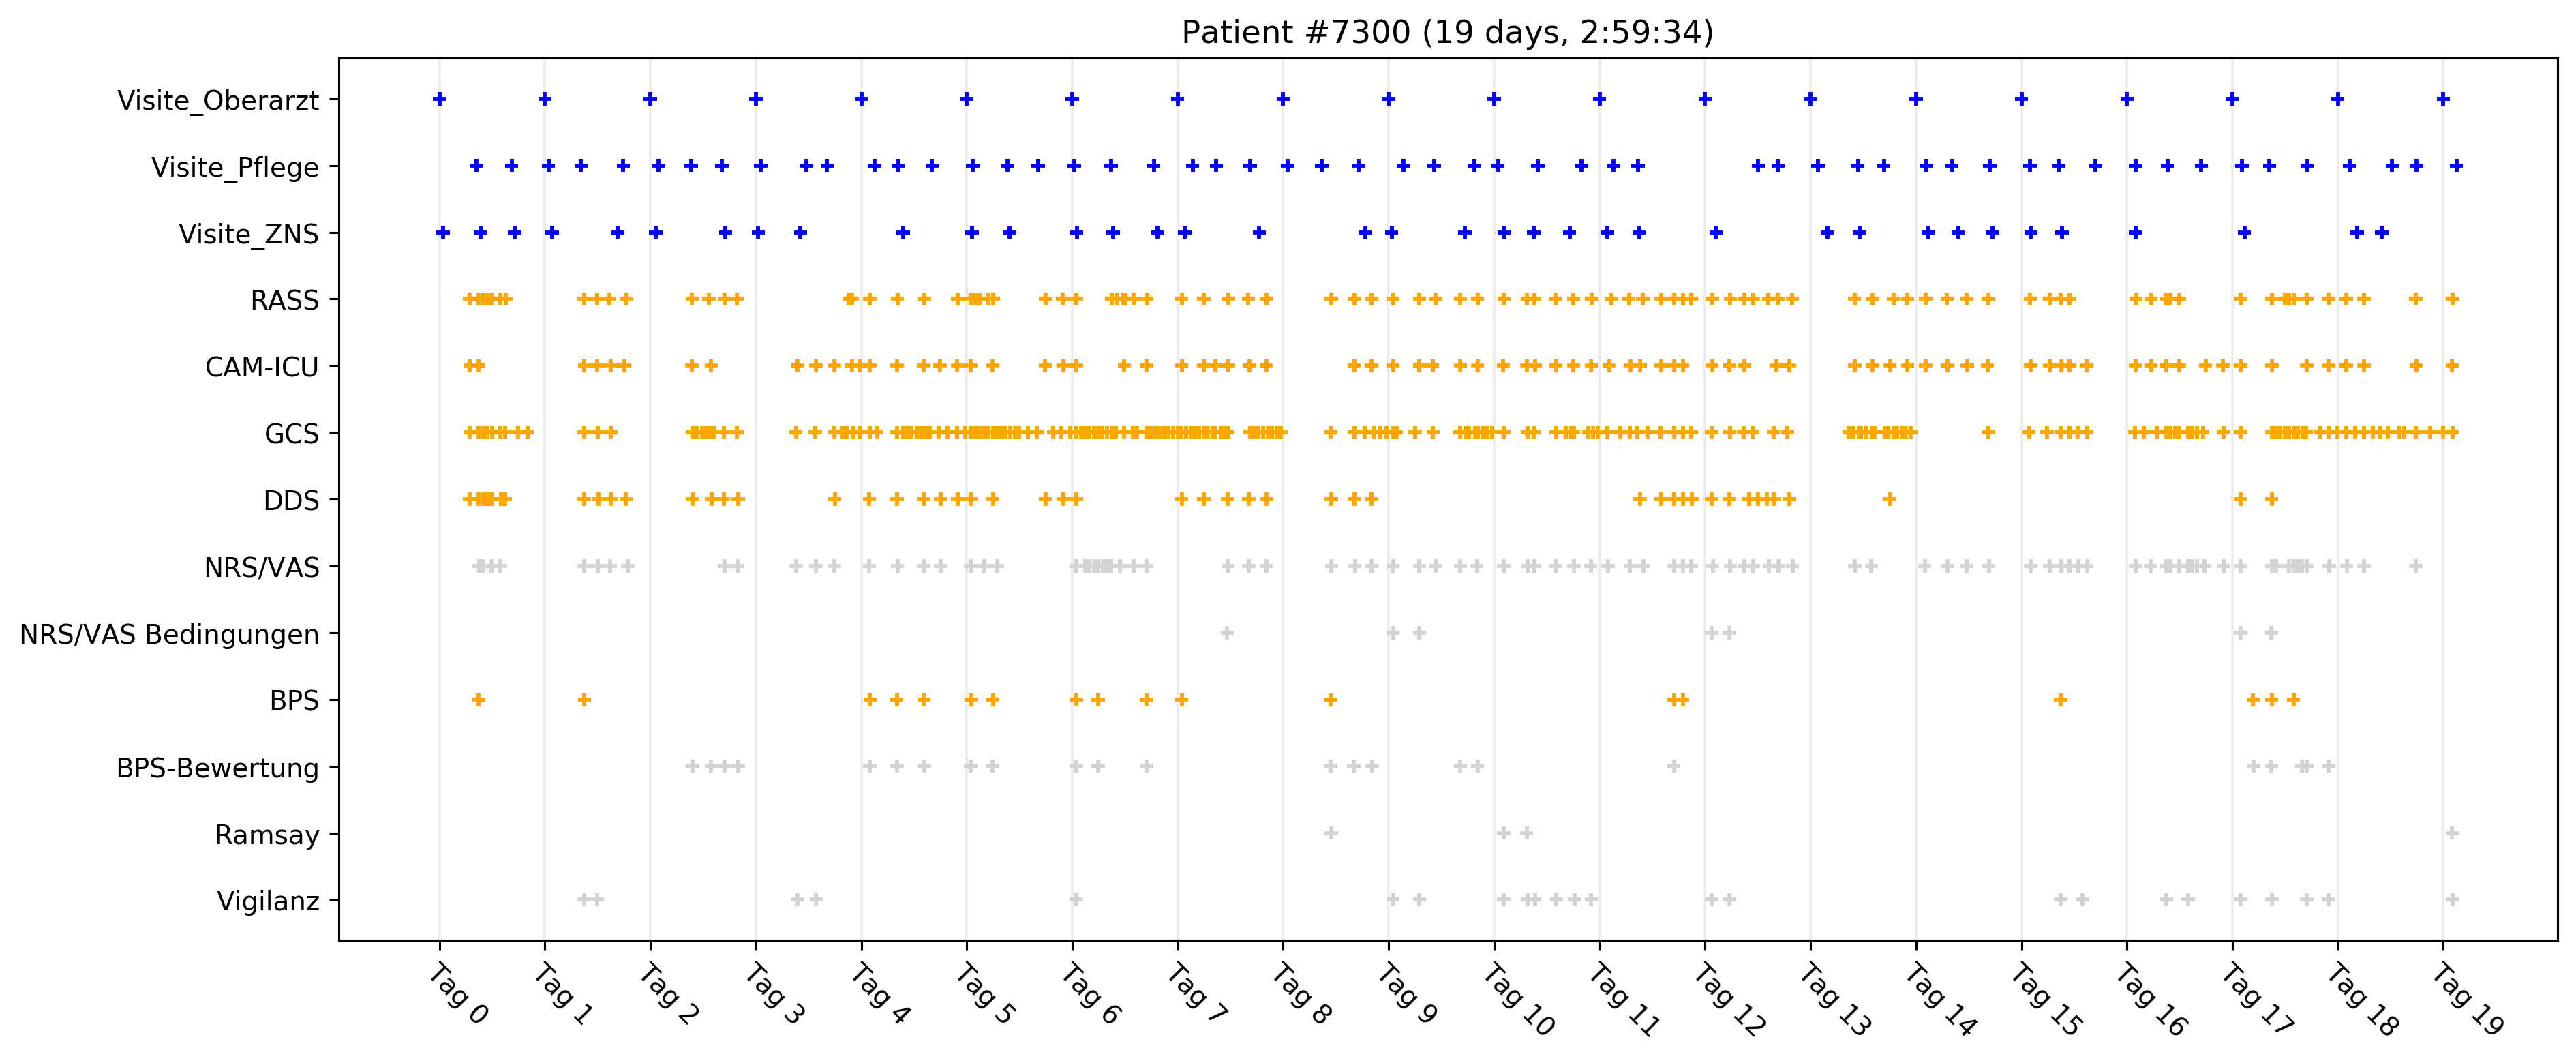 Patient #7300 (19 days, 2:59:34)
Visite_Oberarzt
Visite_Pflege
Visite_ZNS
RASS
CAM-ICU
GCS
DDS
NRS/VAS
NRS/VAS Bedingungen
BPS
BPS-Bewertung
Ramsay
Vigilanz
Tag 0
Tag 1
Tag 2
Tag 3
Tag 4
Tag 5
Tag 6
Tag 7
Tag 8
Tag 9
Tag 10
Tag 11
Tag 12
Tag 13
Tag 14
Tag 15
Tag 16
Tag 17
Tag 18
Tag 19